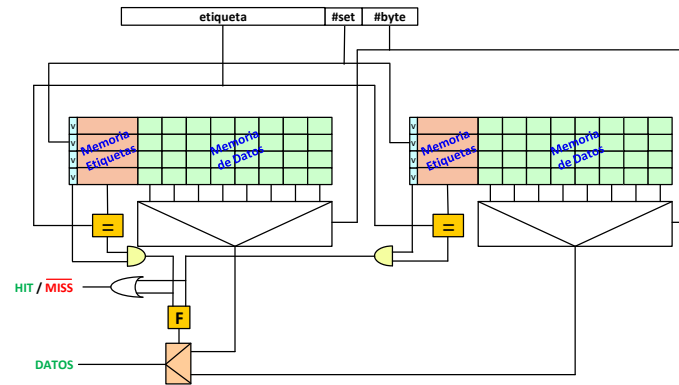 etiqueta #set #byte
V Memoria Etiquetas Memoria de Datos V Memoria Etiquetas Memoria de Datos
V V
V V
V V
= =
HIT / MISS
F
DATOS